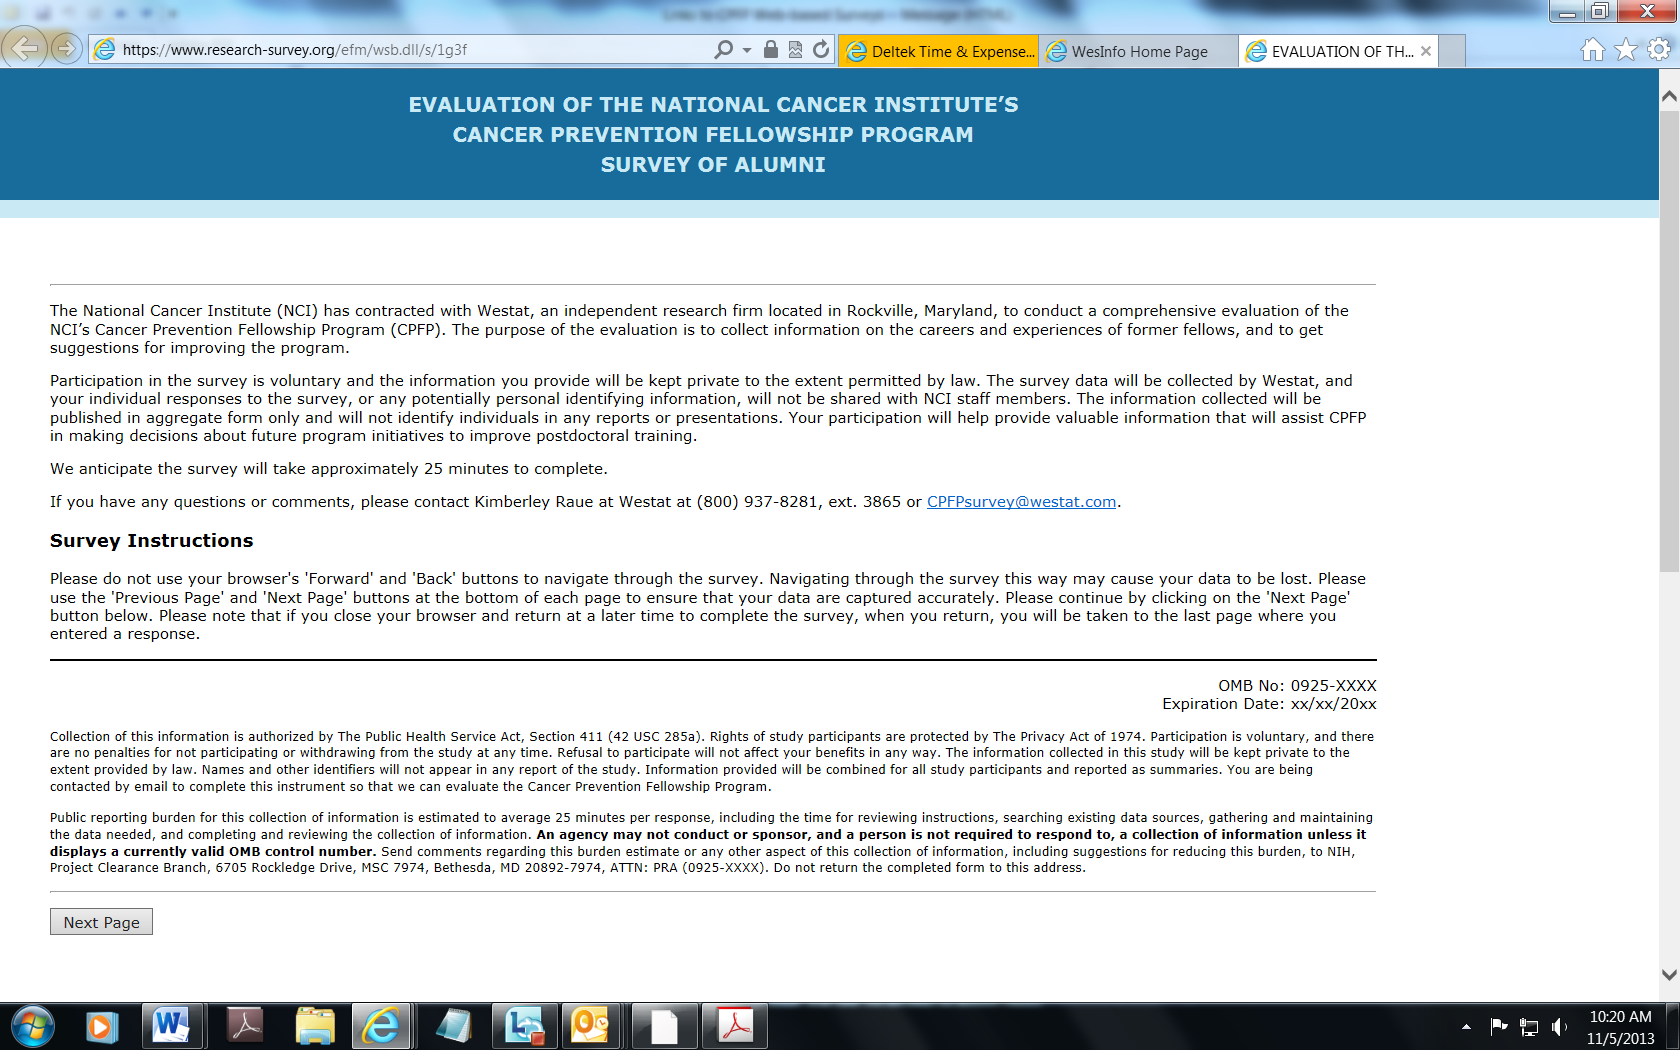 Links to CPFP Web-based Surveys - Message (HTML)
https://www.research-survey.org/efm/wsb.dll/s/1g3f
Deltek Time & Expense...
WesInfo Home Page
EVALUATION OF TH...
EVALUATION OF THE NATIONAL CANCER INSTITUTE’S
CANCER PREVENTION FELLOWSHIP PROGRAM
SURVEY OF ALUMNI
The National Cancer Institute (NCI) has contracted with Westat, an independent research firm located in Rockville, Maryland, to conduct a comprehensive evaluation of the
NCI’s Cancer Prevention Fellowship Program (CPFP). The purpose of the evaluation is to collect information on the careers and experiences of former fellows, and to get
suggestions for improving the program.
Participation in the survey is voluntary and the information you provide will be kept private to the extent permitted by law. The survey data will be collected by Westat, and
your individual responses to the survey, or any potentially personal identifying information, will not be shared with NCI staff members. The information collected will be
published in aggregate form only and will not identify individuals in any reports or presentations. Your participation will help provide valuable information that will assist CPFP
in making decisions about future program initiatives to improve postdoctoral training.
We anticipate the survey will take approximately 25 minutes to complete.
If you have any questions or comments, please contact Kimberley Raue at Westat at (800) 937-8281, ext. 3865 or CPFPsurvey@westat.com.
Survey Instructions
Please do not use your browser's 'Forward' and 'Back' buttons to navigate through the survey. Navigating through the survey this way may cause your data to be lost. Please
use the 'Previous Page' and 'Next Page' buttons at the bottom of each page to ensure that your data are captured accurately. Please continue by clicking on the 'Next Page'
button below. Please note that if you close your browser and return at a later time to complete the survey, when you return, you will be taken to the last page where you
entered a response.
OMB No: 0925-XXXX
Expiration Date: xx/xx/20xx
Collection of this information is authorized by The Public Health Service Act, Section 411 (42 USC 285a). Rights of study participants are protected by The Privacy Act of 1974. Participation is voluntary, and there
are no penalties for not participating or withdrawing from the study at any time. Refusal to participate will not affect your benefits in any way. The information collected in this study will be kept private to the
extent provided by law. Names and other identifiers will not appear in any report of the study. Information provided will be combined for all study participants and reported as summaries. You are being
contacted by email to complete this instrument so that we can evaluate the Cancer Prevention Fellowship Program.
Public reporting burden for this collection of information is estimated to average 25 minutes per response, including the time for reviewing instructions, searching existing data sources, gathering and maintaining
the data needed, and completing and reviewing the collection of information. An agency may not conduct or sponsor, and a person is not required to respond to, a collection of information unless it
displays a currently valid OMB control number. Send comments regarding this burden estimate or any other aspect of this collection of information, including suggestions for reducing this burden, to NIH,
Project Clearance Branch, 6705 Rockledge Drive, MSC 7974, Bethesda, MD 20892-7974, ATTN: PRA (0925-XXXX). Do not return the completed form to this address.
Next Page
10:20 AM
11/5/2013